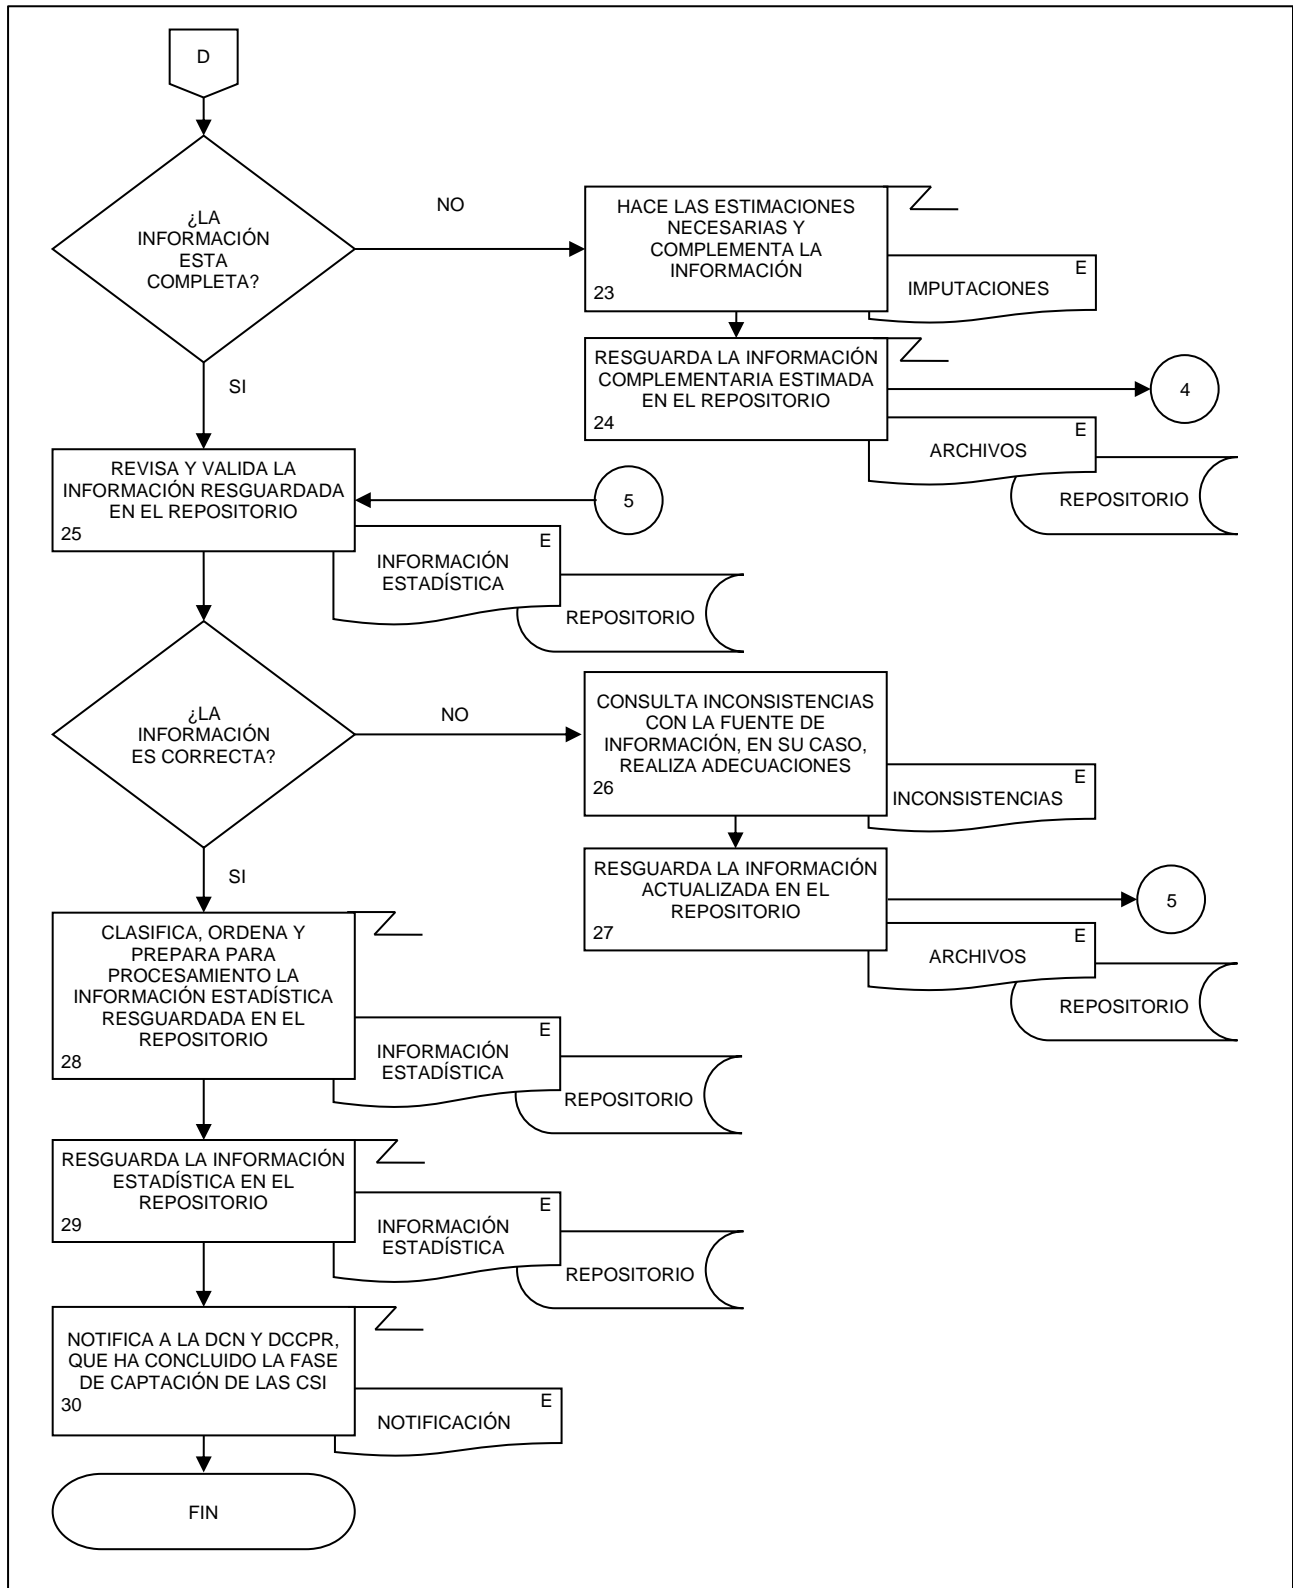 D
¿LA
INFORMACIÓN
ESTA
COMPLETA?
NO
HACE LAS ESTIMACIONES
NECESARIAS Y
COMPLEMENTA LA
INFORMACIÓN
23
E
IMPUTACIONES
SI
RESGUARDA LA INFORMACIÓN
COMPLEMENTARIA ESTIMADA
EN EL REPOSITORIO
24
4
E
ARCHIVOS
REPOSITORIO
REVISA Y VALIDA LA
INFORMACIÓN RESGUARDADA
EN EL REPOSITORIO
25
5
E
INFORMACIÓN
ESTADÍSTICA
REPOSITORIO
¿LA
INFORMACIÓN
ES CORRECTA?
NO
CONSULTA INCONSISTENCIAS
CON LA FUENTE DE
INFORMACIÓN, EN SU CASO,
REALIZA ADECUACIONES
26
E
INCONSISTENCIAS
SI
RESGUARDA LA INFORMACIÓN
ACTUALIZADA EN EL
REPOSITORIO
27
5
E
ARCHIVOS
REPOSITORIO
CLASIFICA, ORDENA Y
PREPARA PARA
PROCESAMIENTO LA
INFORMACIÓN ESTADÍSTICA
RESGUARDADA EN EL
REPOSITORIO
28
E
INFORMACIÓN
ESTADÍSTICA
REPOSITORIO
RESGUARDA LA INFORMACIÓN
ESTADÍSTICA EN EL
REPOSITORIO
29
E
INFORMACIÓN
ESTADÍSTICA
REPOSITORIO
NOTIFICA A LA DCN Y DCCPR,
QUE HA CONCLUIDO LA FASE
DE CAPTACIÓN DE LAS CSI
30
E
NOTIFICACIÓN
FIN